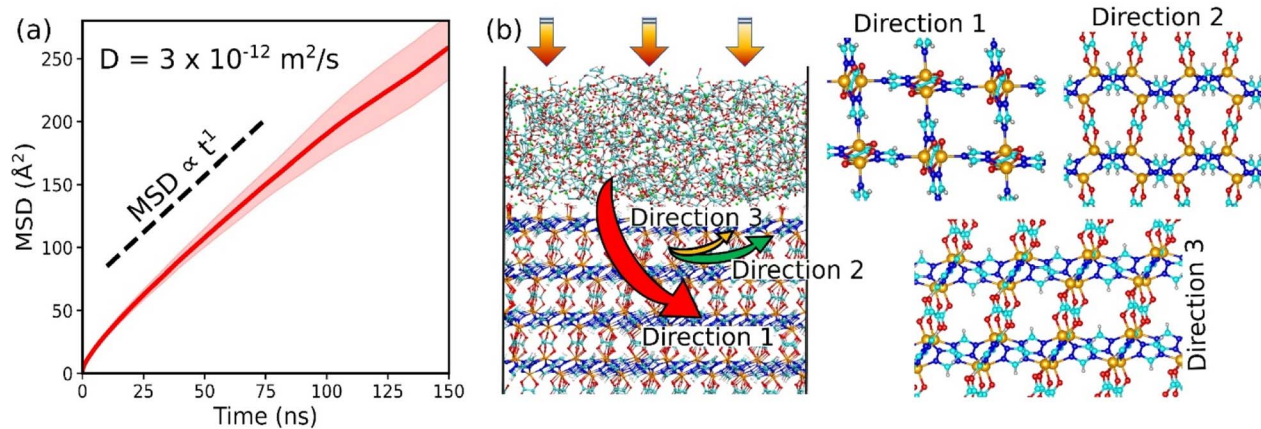 (a)
D = 3 x 10⁻¹² m²/s
MSD ∝ t¹
MSD (Å²)
250
200
150
100
50
0
0 25 50 75 100 125 150
Time (ns)
(b)
Direction 3
Direction 2
Direction 1
Direction 1
Direction 2
Direction 3